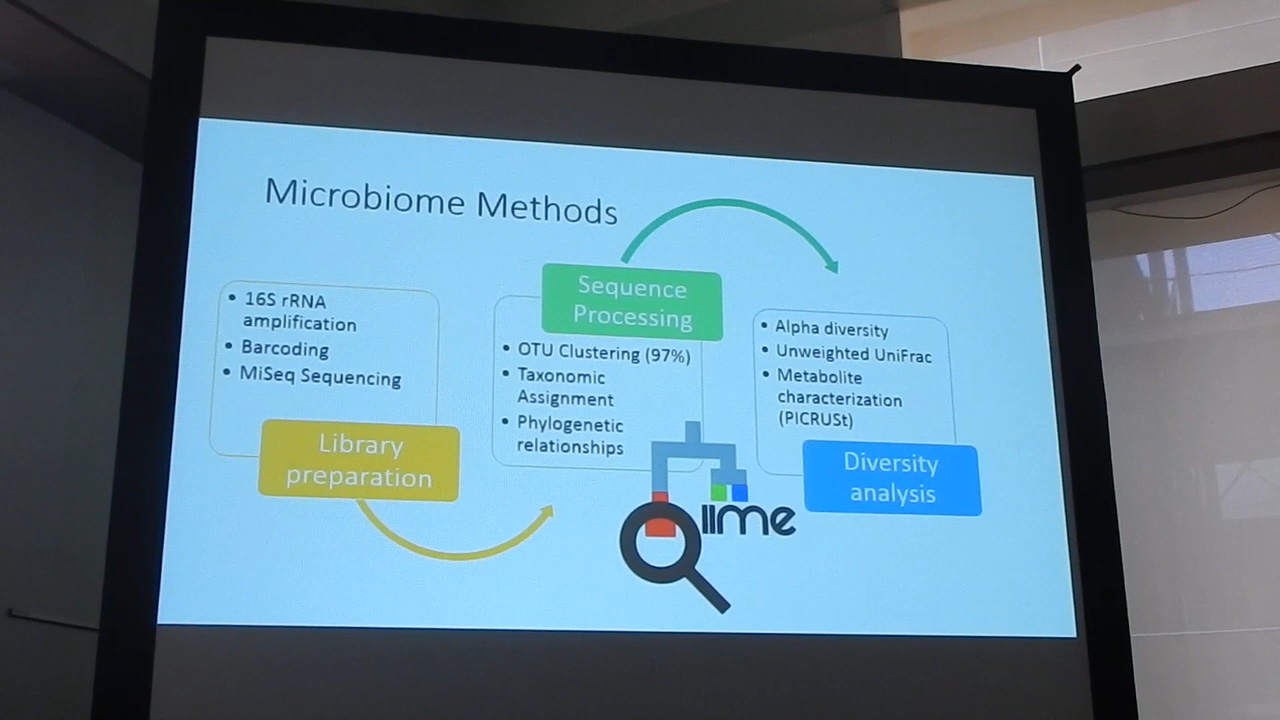 Microbiome Methods
• 16S rRNA
amplification
• Barcoding
• MiSeq Sequencing
Library
preparation
Sequence
Processing
• OTU Clustering (97%)
• Taxonomic
Assignment
• Phylogenetic
relationships
QIIME
• Alpha diversity
• Unweighted UniFrac
• Metabolite
characterization
(PICRUSt)
Diversity
analysis